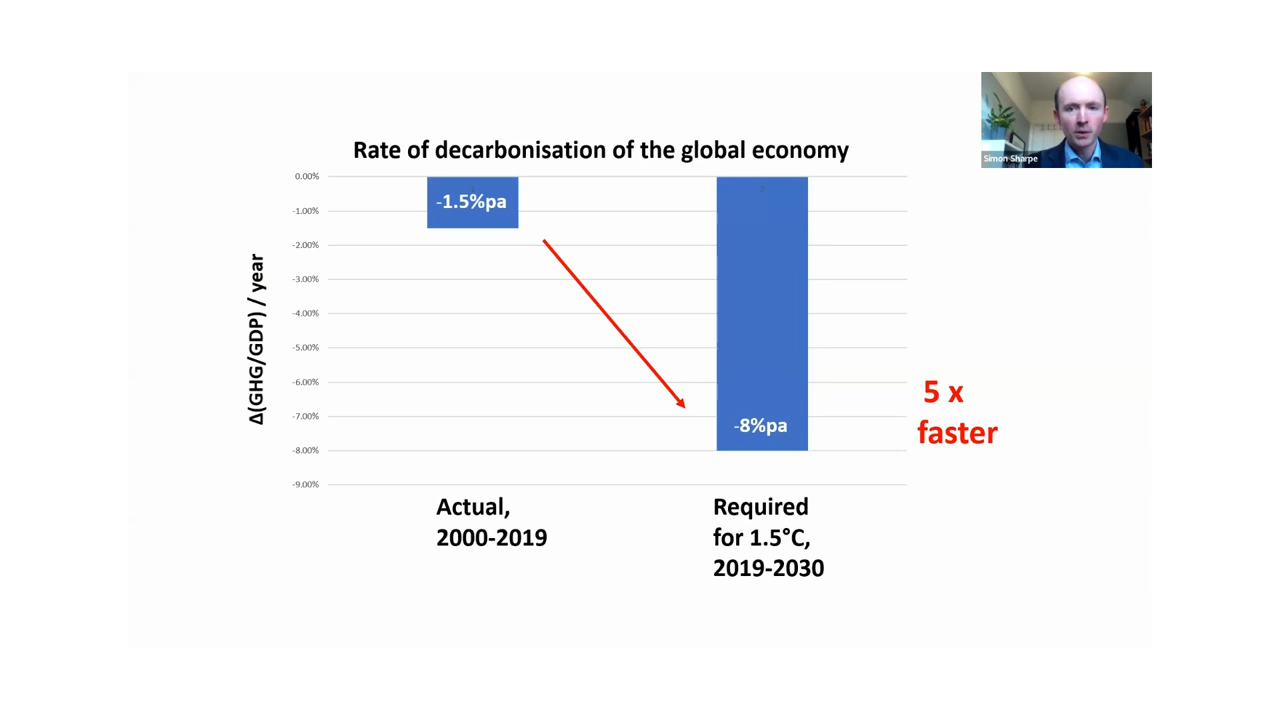 Simon Sharpe
Rate of decarbonisation of the global economy
0.00%
-1.00%
-2.00%
-3.00%
-4.00%
-5.00%
-6.00%
-7.00%
-8.00%
-9.00%
Δ(GHG/GDP) / year
-1.5%pa
2
-8%pa
5 x
faster
Actual,
2000-2019
Required
for 1.5°C,
2019-2030